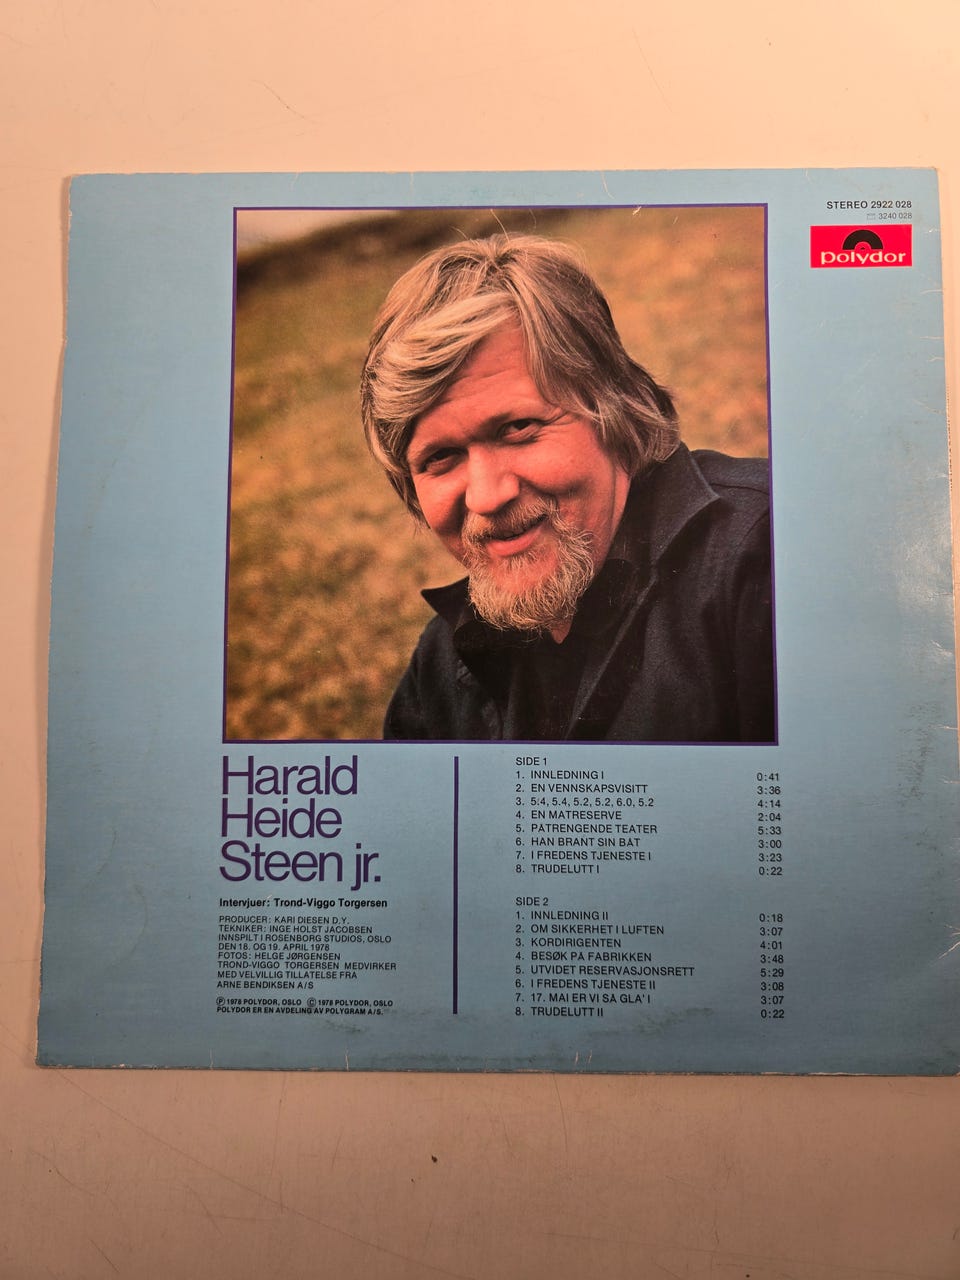 STEREO 2922 028
3240 028
polydor
Harald
Heide
Steen jr.
Intervjuer: Trond-Viggo Torgersen
PRODUCER: KARI DIESEN D.Y.
TEKNIKER: INGE HOLST JACOBSEN
INNSPILT I ROSENBORG STUDIOS, OSLO
DEN 18. OG 19. APRIL 1978
FOTOS: HELGE JØRGENSEN
TROND-VIGGO TORGERSEN MEDVIRKER
MED VELVILLIG TILLATELSE FRA
ARNE BENDIKSEN A/S
Ⓟ 1978 POLYDOR, OSLO © 1978 POLYDOR, OSLO
POLYDOR ER EN AVDELING AV POLYGRAM A/S.
SIDE 1
1. INNLEDNING I 0:41
2. EN VENNSKAPSVISITT 3:36
3. 5:4, 5.4, 5.2, 5.2, 6.0, 5.2 4:14
4. EN MATRESERVE 2:04
5. PÅTRENGENDE TEATER 5:33
6. HAN BRANT SIN BÅT 3:00
7. I FREDENS TJENESTE I 3:23
8. TRUDELUTT I 0:22
SIDE 2
1. INNLEDNING II 0:18
2. OM SIKKERHET I LUFTEN 3:07
3. KORDIRIGENTEN 4:01
4. BESØK PÅ FABRIKKEN 3:48
5. UTVIDET RESERVASJONSRETT 5:29
6. I FREDENS TJENESTE II 3:08
7. 17. MAI ER VI SÅ GLA' I 3:07
8. TRUDELUTT II 0:22